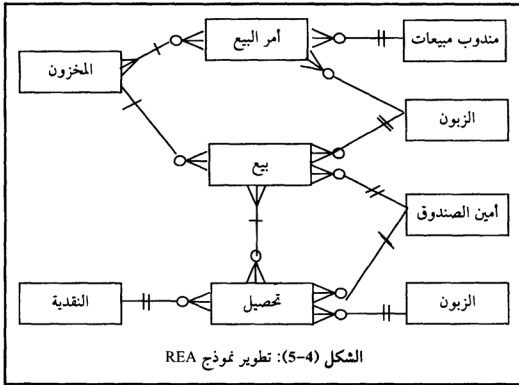 مندوب مبيعات
أمر البيع
المخزون
الزبون
بيع
أمين الصندوق
النقدية
تحصيل
الزبون
الشكل (4-5): تطوير نموذج REA